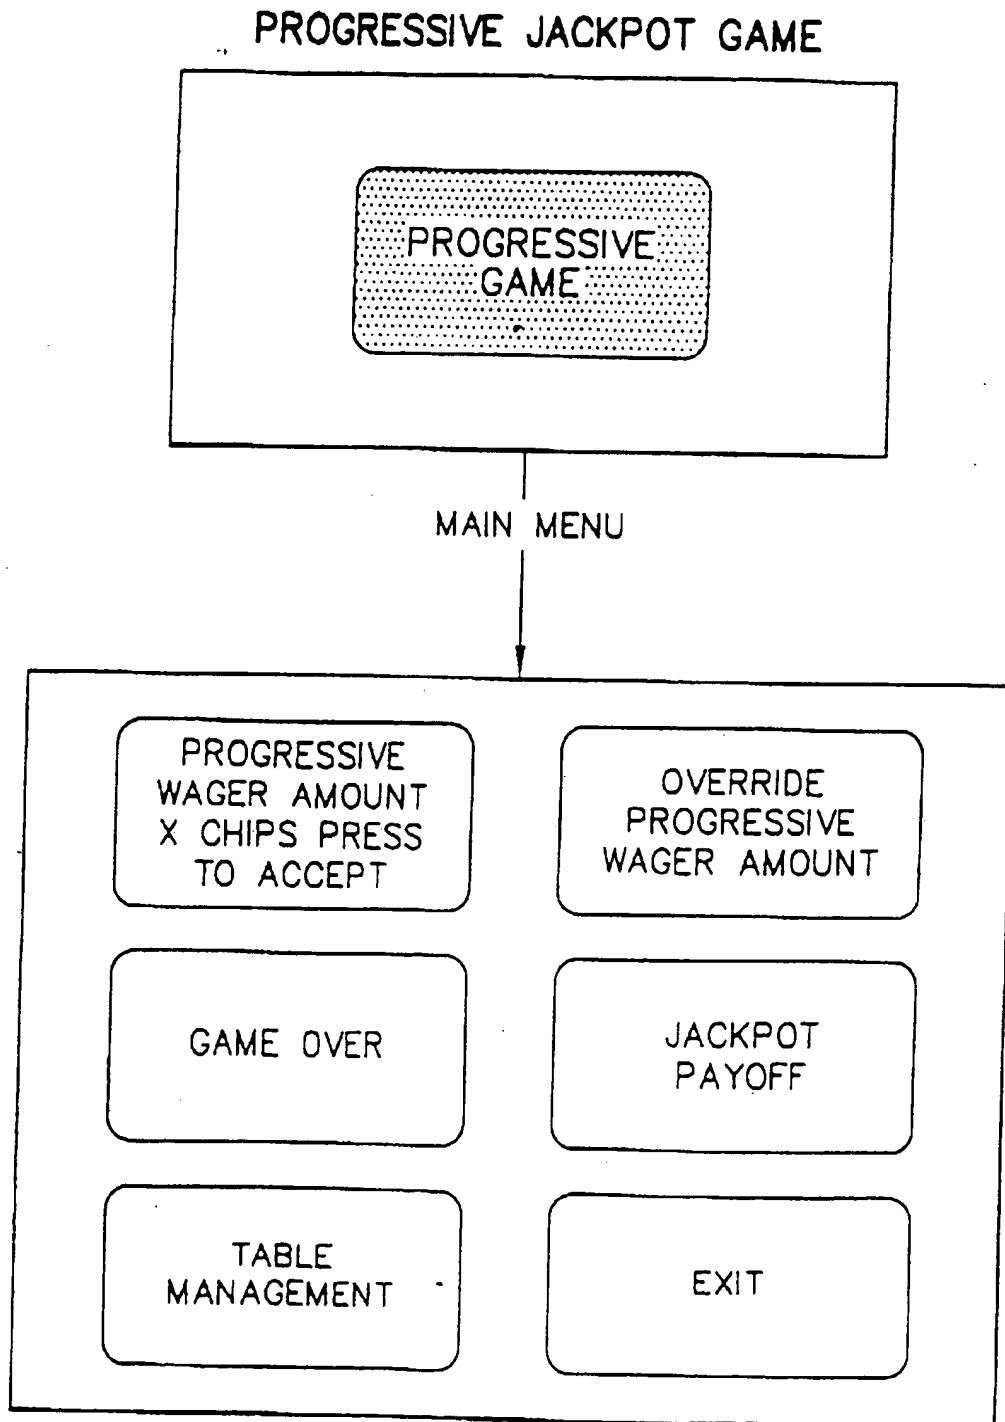 PROGRESSIVE JACKPOT GAME
PROGRESSIVE
GAME
MAIN MENU
PROGRESSIVE
WAGER AMOUNT
X CHIPS PRESS
TO ACCEPT
OVERRIDE
PROGRESSIVE
WAGER AMOUNT
GAME OVER
JACKPOT
PAYOFF
TABLE
MANAGEMENT
EXIT